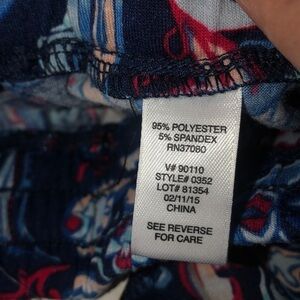 95% POLYESTER
5% SPANDEX
RN37080
V# 90110
STYLE# 0352
LOT# 81354
02/11/15
CHINA
SEE REVERSE
FOR CARE